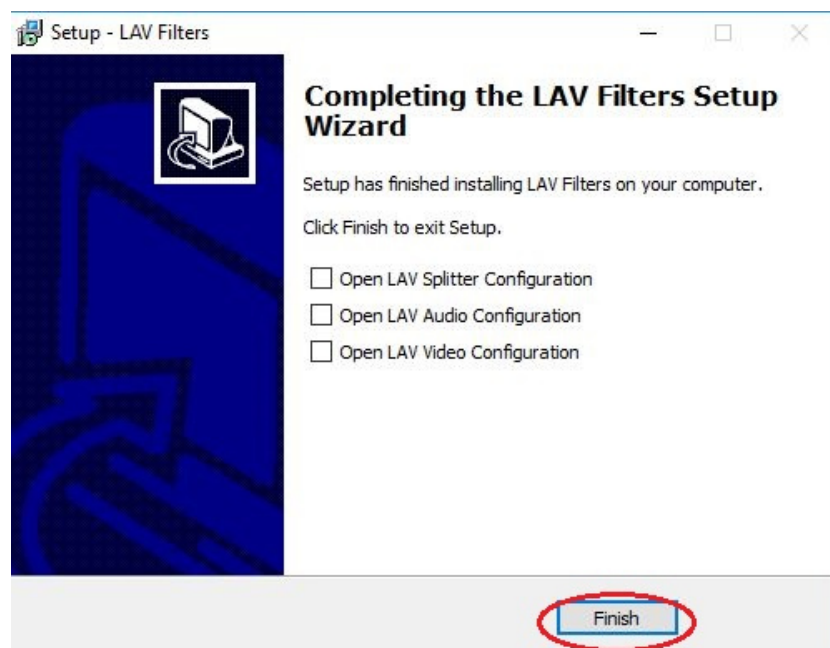 Setup - LAV Filters
Completing the LAV Filters Setup
Wizard
Setup has finished installing LAV Filters on your computer.
Click Finish to exit Setup.
Open LAV Splitter Configuration
Open LAV Audio Configuration
Open LAV Video Configuration
Finish